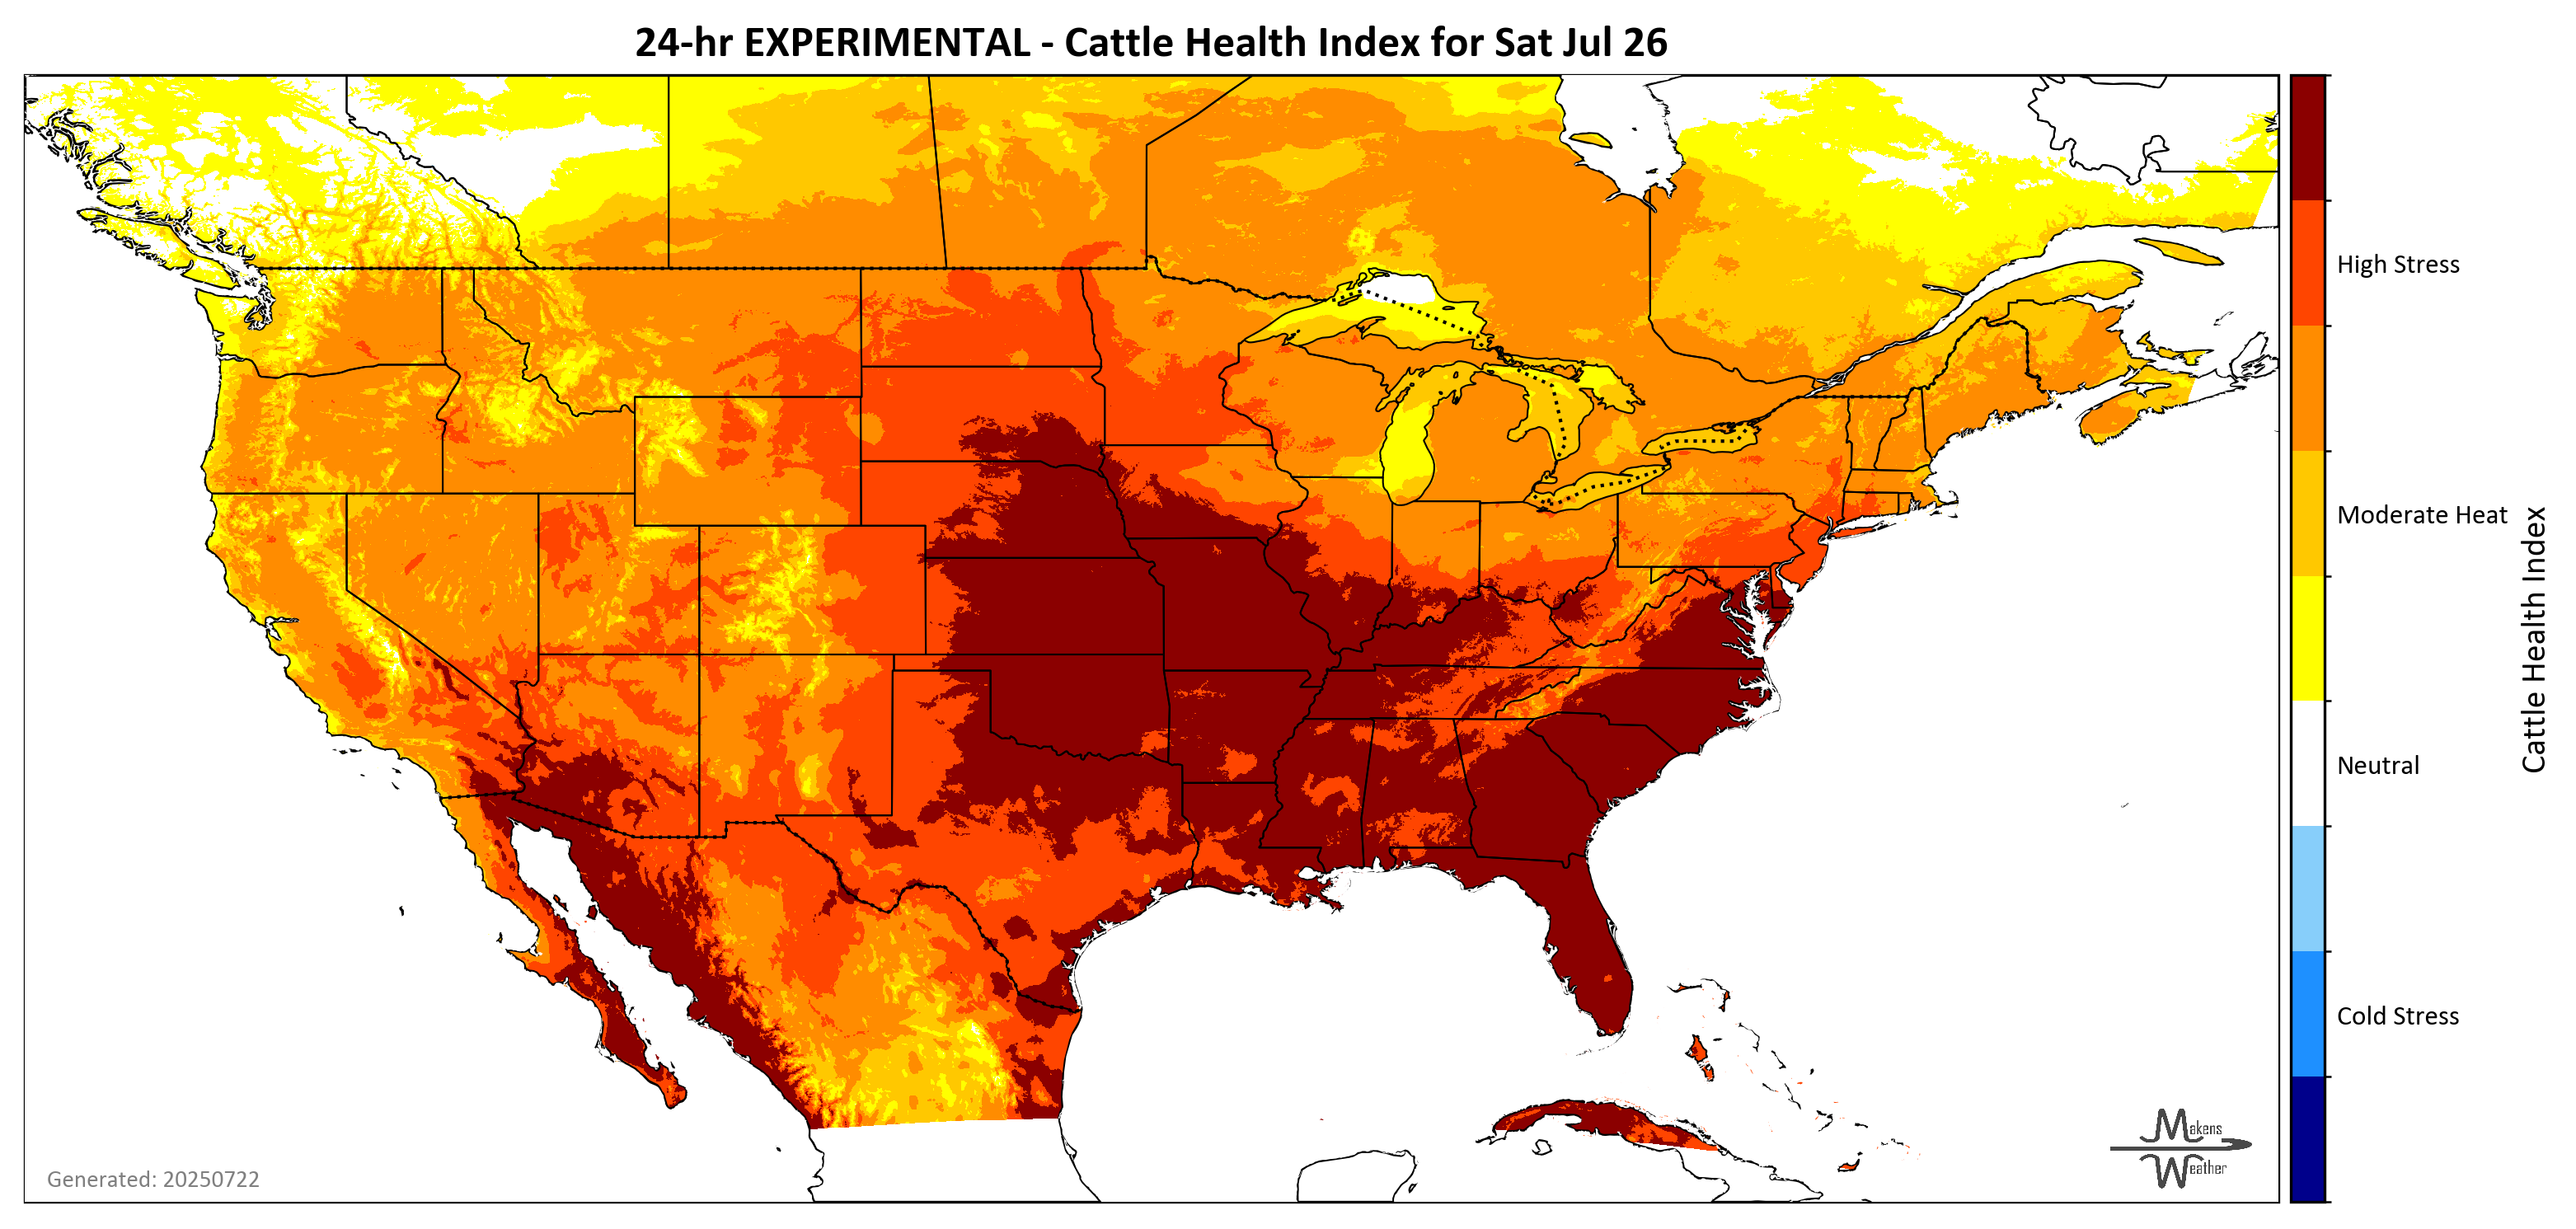 24-hr EXPERIMENTAL - Cattle Health Index for Sat Jul 26
High Stress
Moderate Heat
Neutral
Cold Stress
Cattle Health Index
Generated: 20250722
Makens
Weather